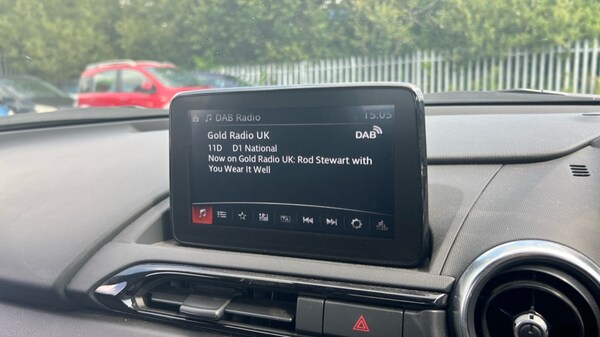 DAB Radio 15:05
Gold Radio UK DAB
11D D1 National
Now on Gold Radio UK: Rod Stewart with
You Wear It Well